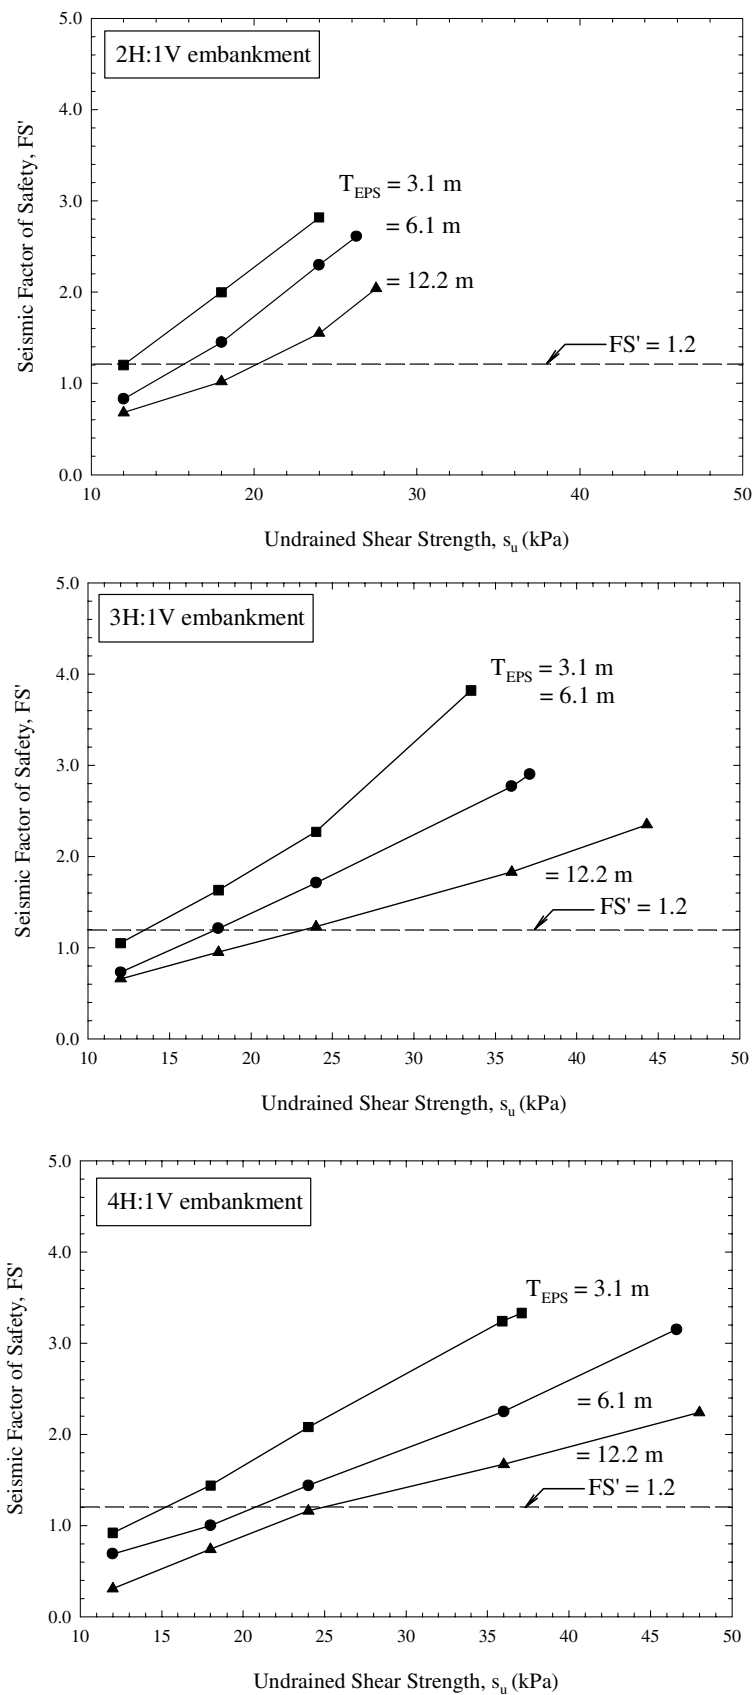 5.0
2H:1V embankment
4.0
T_EPS = 3.1 m
3.0
= 6.1 m
= 12.2 m
2.0
FS' = 1.2
1.0
0.0
10 20 30 40 50
Seismic Factor of Safety, FS'
Undrained Shear Strength, s_u (kPa)
5.0
3H:1V embankment
4.0
T_EPS = 3.1 m
= 6.1 m
3.0
2.0
= 12.2 m
FS' = 1.2
1.0
0.0
10 15 20 25 30 35 40 45 50
Seismic Factor of Safety, FS'
Undrained Shear Strength, s_u (kPa)
5.0
4H:1V embankment
4.0
T_EPS = 3.1 m
3.0
= 6.1 m
2.0
= 12.2 m
FS' = 1.2
1.0
0.0
10 15 20 25 30 35 40 45 50
Seismic Factor of Safety, FS'
Undrained Shear Strength, s_u (kPa)